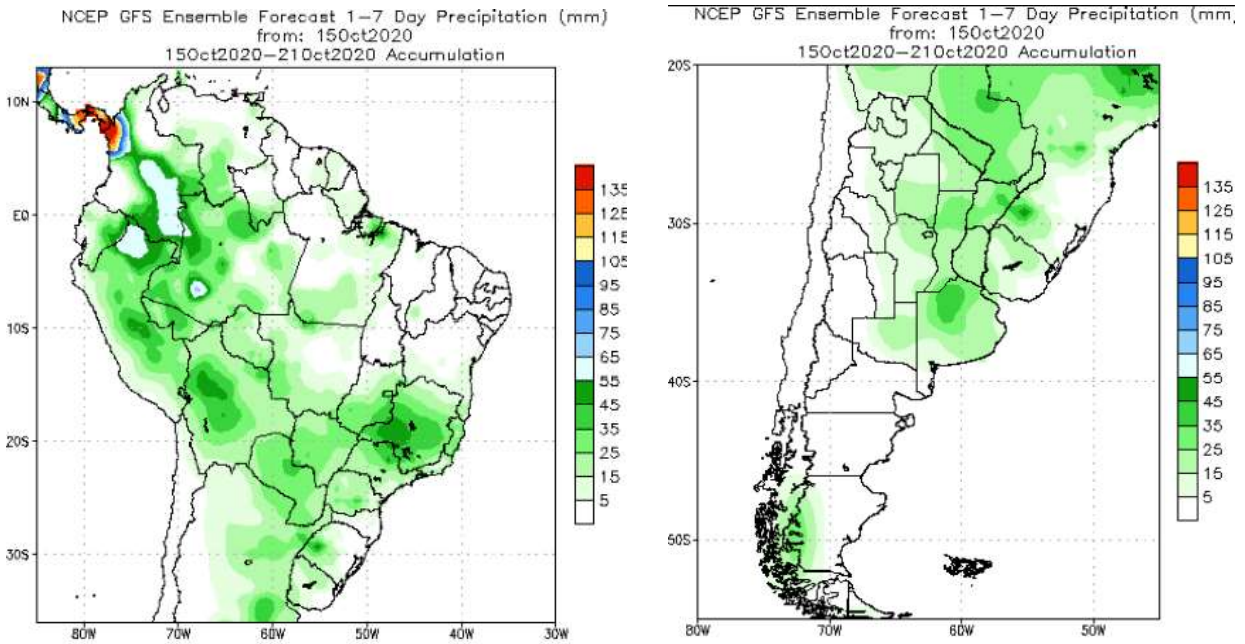 NCEP GFS Ensemble Forecast 1-7 Day Precipitation (mm)
from: 15Oct2020
15Oct2020-21Oct2020 Accumulation
10N
EQ
10S
20S
30S
80W
70W
60W
50W
40W
30W
135
125
115
105
95
85
75
65
55
45
35
25
15
5
NCEP GFS Ensemble Forecast 1-7 Day Precipitation (mm)
from: 15Oct2020
15Oct2020-21Oct2020 Accumulation
20S
30S
40S
50S
80W
70W
60W
50W
135
125
115
105
95
85
75
65
55
45
35
25
15
5